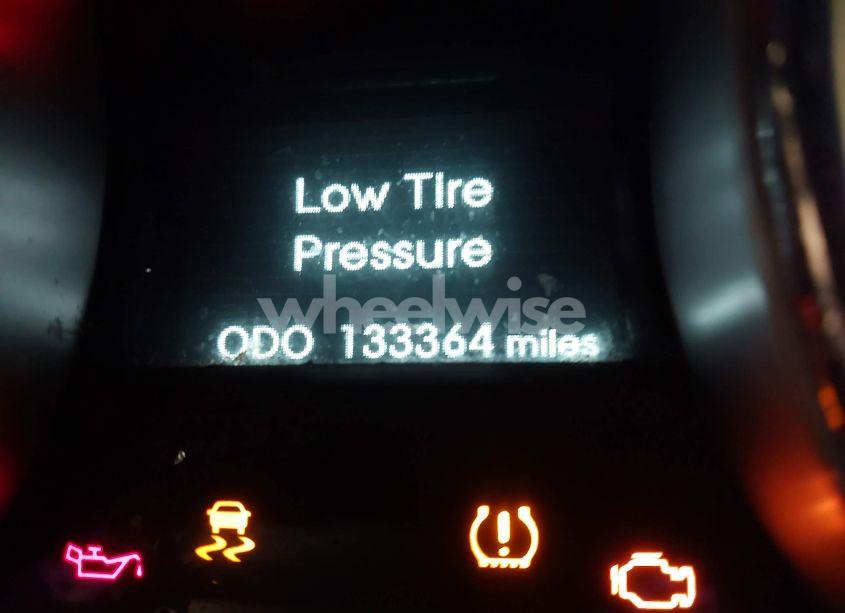 Low Tire
Pressure
wheelwise
ODO 133364 miles